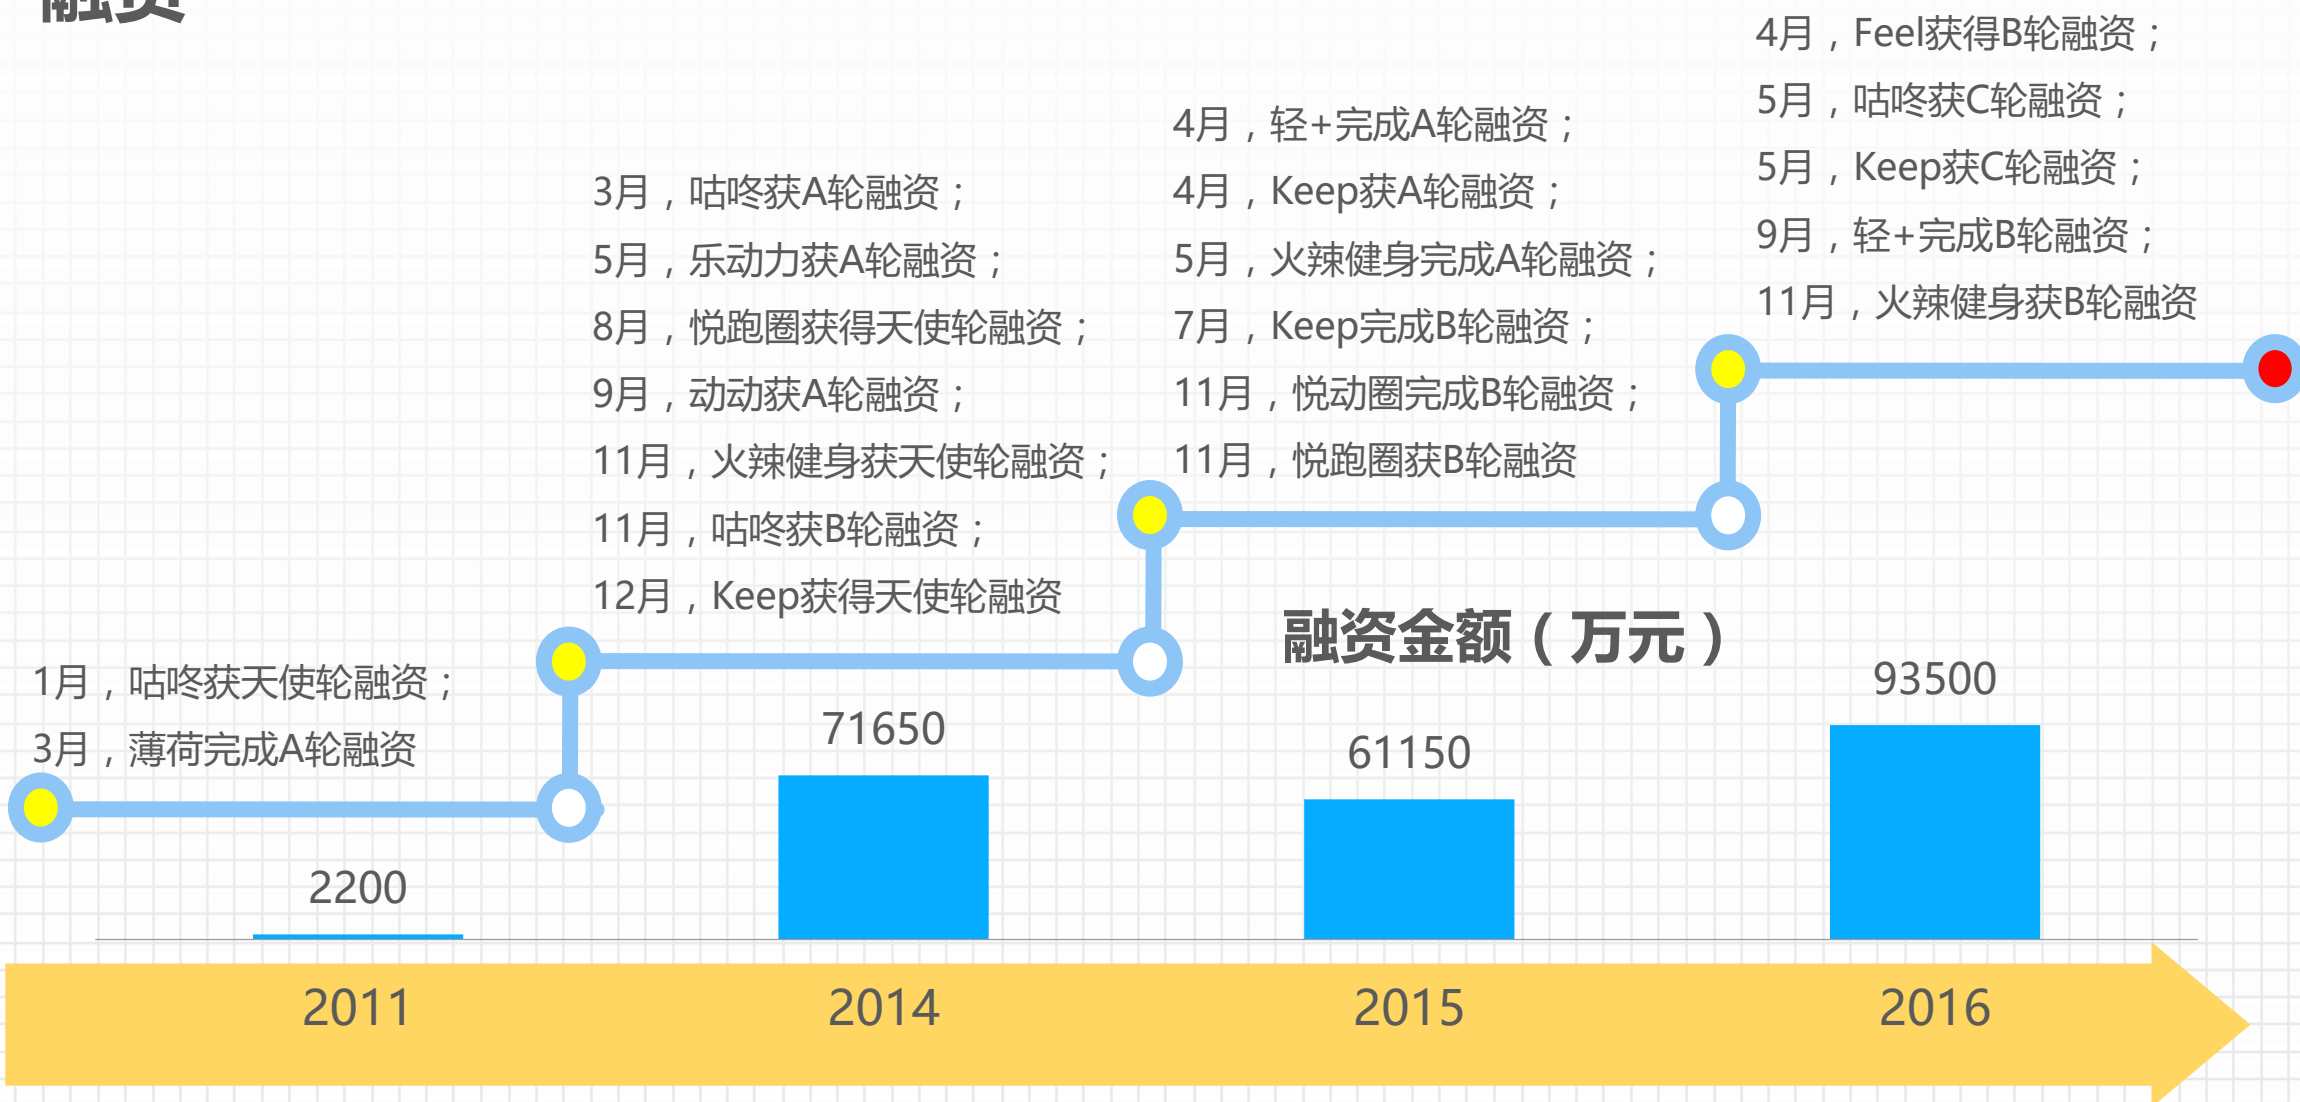 融资
1月，咕咚获天使轮融资；
3月，薄荷完成A轮融资
3月，咕咚获A轮融资；
5月，乐动力获A轮融资；
8月，悦跑圈获得天使轮融资；
9月，动动获A轮融资；
11月，火辣健身获天使轮融资；
11月，咕咚获B轮融资；
12月，Keep获得天使轮融资
4月，轻+完成A轮融资；
4月，Keep获A轮融资；
5月，火辣健身完成A轮融资；
7月，Keep完成B轮融资；
11月，悦动圈完成B轮融资；
11月，悦跑圈获B轮融资
4月，Feel获得B轮融资；
5月，咕咚获C轮融资；
5月，Keep获C轮融资；
9月，轻+完成B轮融资；
11月，火辣健身获B轮融资
融资金额（万元）
2200
71650
61150
93500
2011
2014
2015
2016